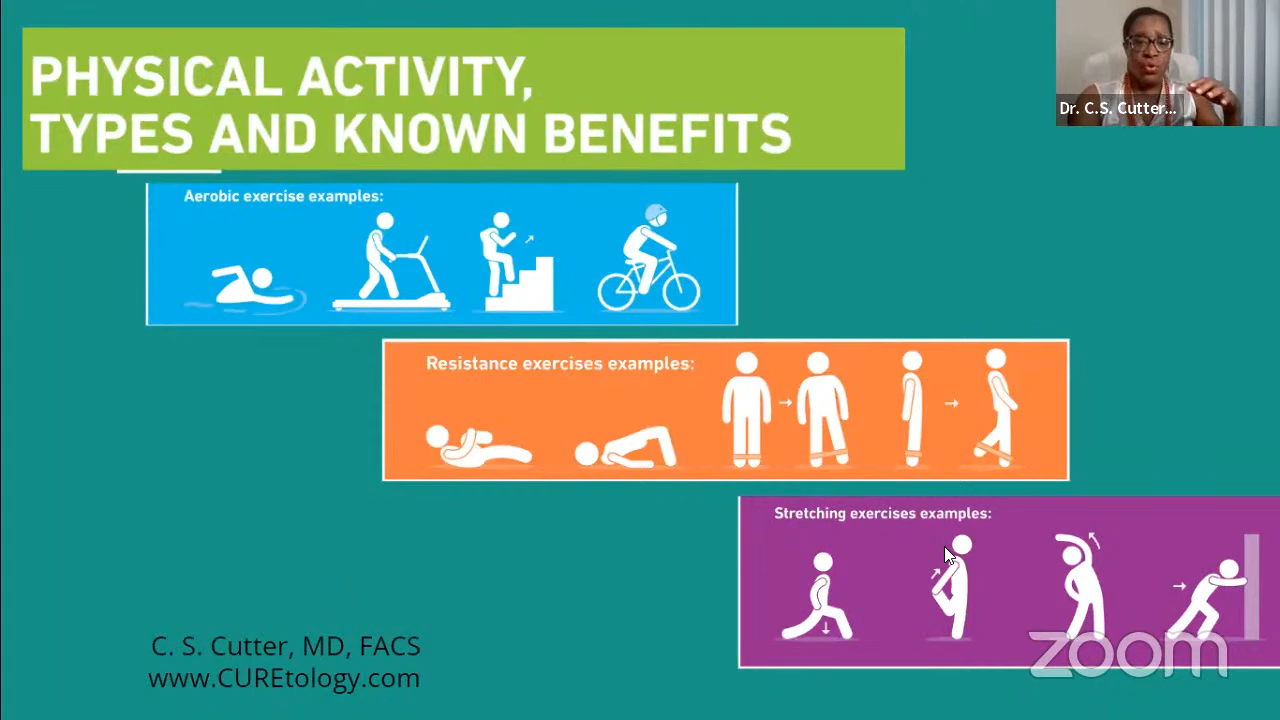 PHYSICAL ACTIVITY,
TYPES AND KNOWN BENEFITS
Dr. C.S. Cutter...
Aerobic exercise examples:
Resistance exercises examples:
Stretching exercises examples:
C. S. Cutter, MD, FACS
www.CUREtology.com
zoom